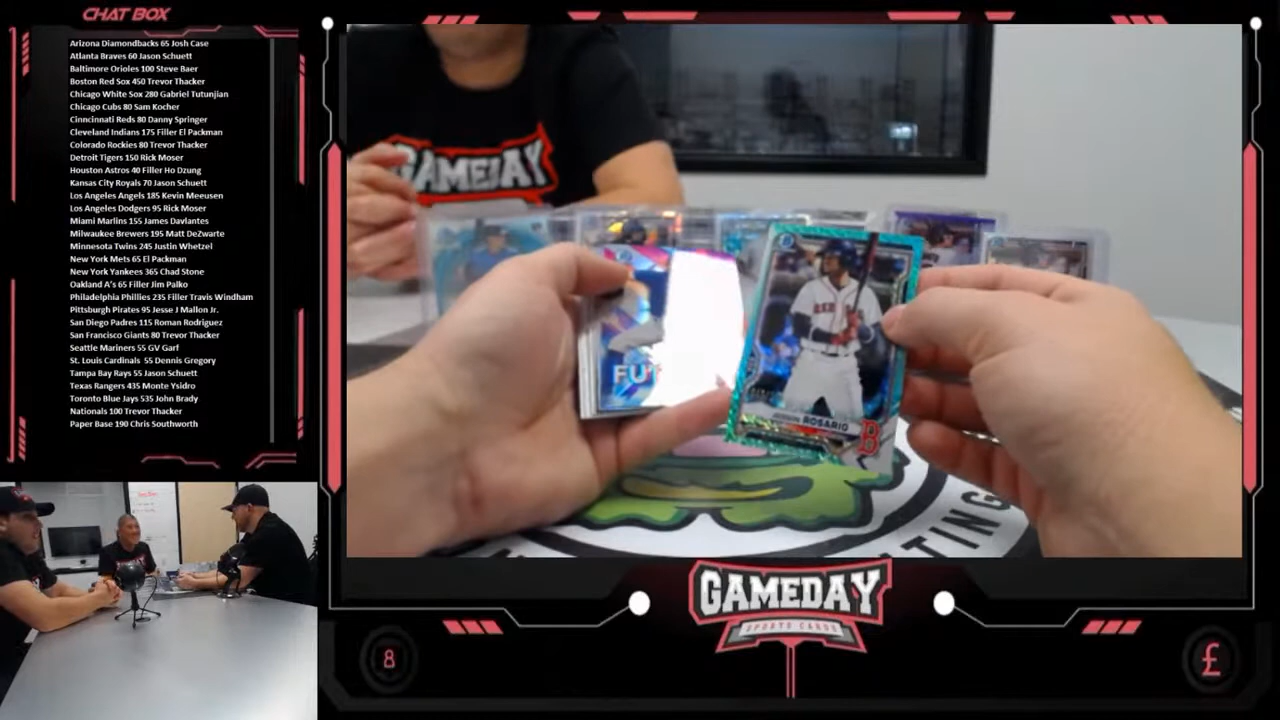 CHAT BOX
Arizona Diamondbacks 65 Josh Case
Atlanta Braves 60 Jason Schuett
Baltimore Orioles 100 Steve Baer
Boston Red Sox 450 Trevor Thacker
Chicago White Sox 280 Gabriel Tutunjian
Chicago Cubs 80 Sam Kocher
Cinncinnati Reds 80 Danny Springer
Cleveland Indians 175 Filler El Packman
Colorado Rockies 80 Trevor Thacker
Detroit Tigers 150 Rick Moser
Houston Astros 40 Filler Ho Dzung
Kansas City Royals 70 Jason Schuett
Los Angeles Angels 185 Kevin Meeusen
Los Angeles Dodgers 95 Rick Moser
Miami Marlins 155 James Davlantes
Milwaukee Brewers 195 Matt DeZwarte
Minnesota Twins 245 Justin Whetzel
New York Mets 65 El Packman
New York Yankees 365 Chad Stone
Oakland A's 65 Filler Jim Palko
Philadelphia Phillies 235 Filler Travis Windham
Pittsburgh Pirates 95 Jesse J Mallon Jr.
San Diego Padres 115 Roman Rodriguez
San Francisco Giants 80 Trevor Thacker
Seattle Mariners 55 GV Garf
St. Louis Cardinals 55 Dennis Gregory
Tampa Bay Rays 55 Jason Schuett
Texas Rangers 435 Monte Ysidro
Toronto Blue Jays 535 John Brady
Nationals 100 Trevor Thacker
Paper Base 190 Chris Southworth
GAMEDAY
FUT
RED
ROSARIO
B
TING
GAMEDAY
SPORTS CARDS
8
£